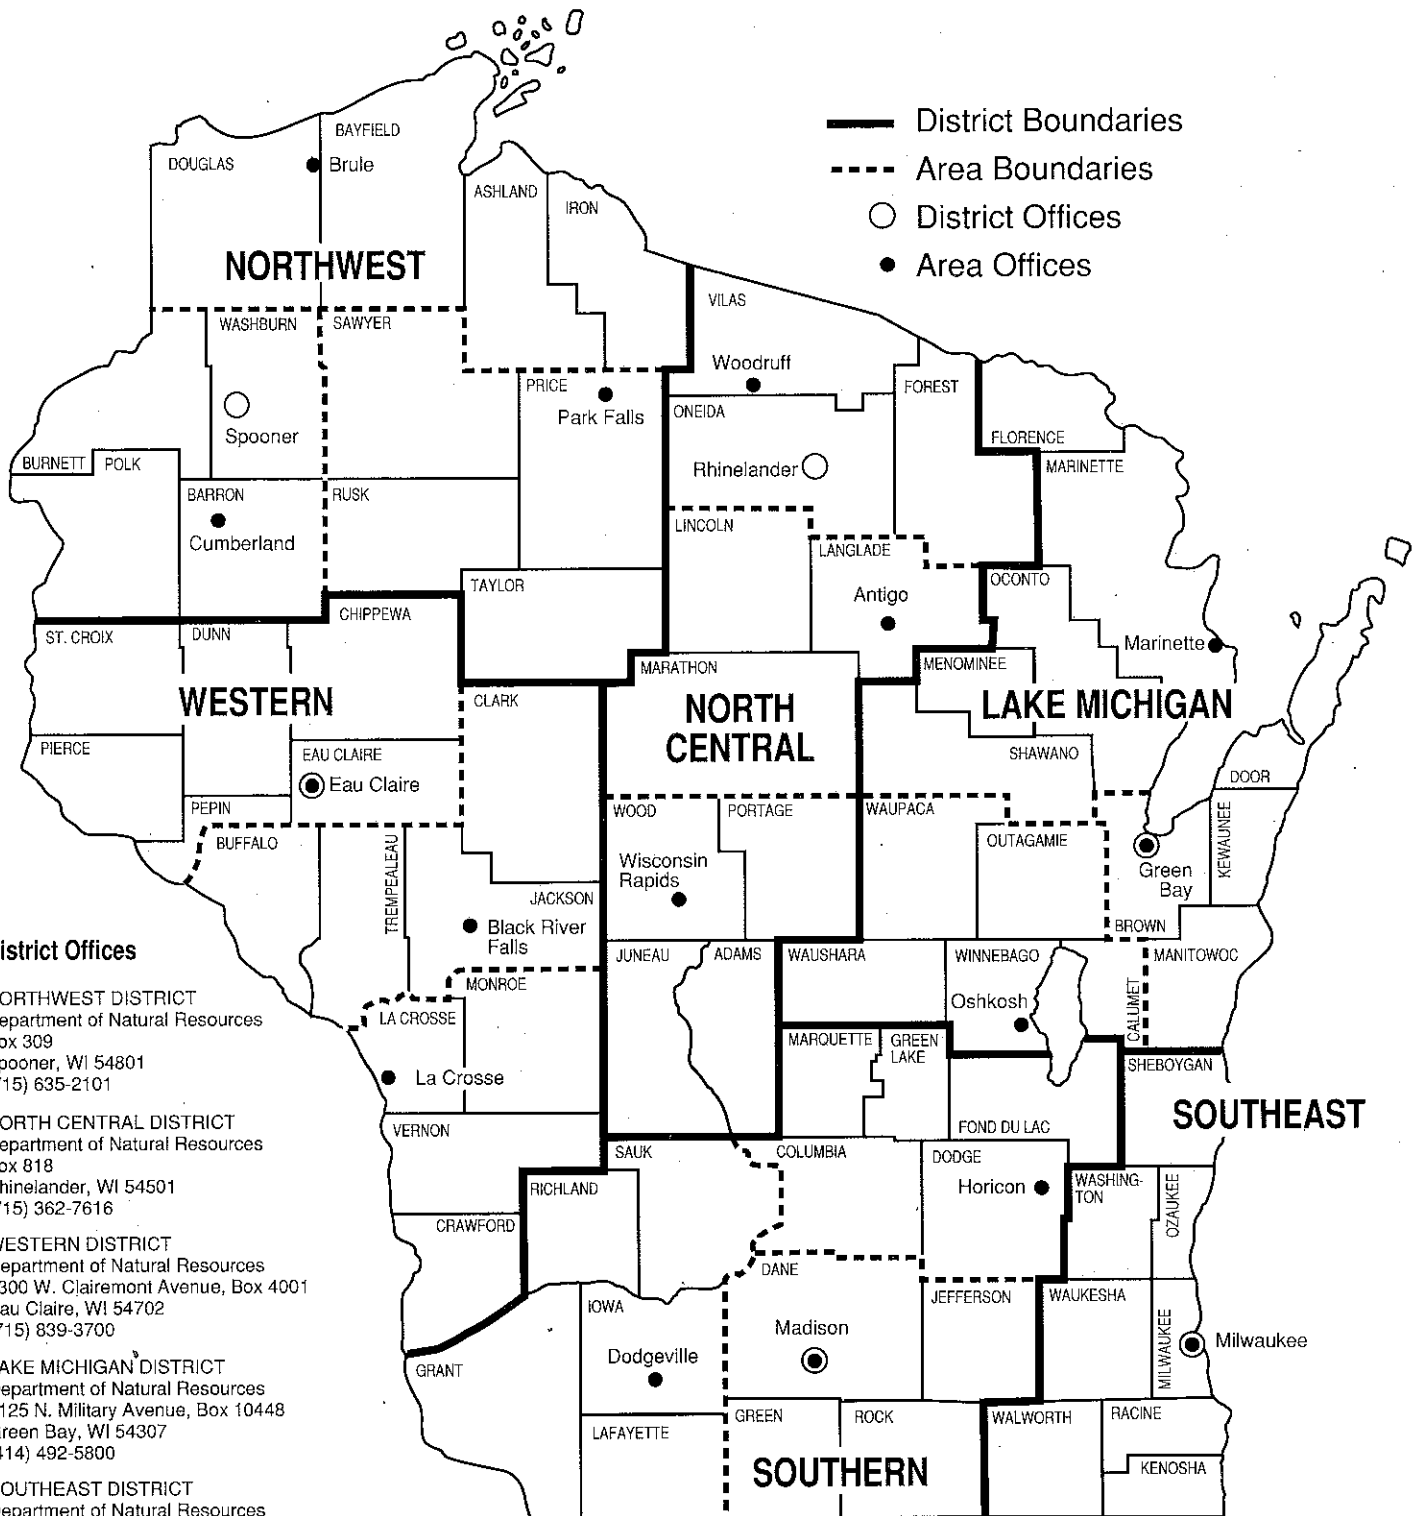 District Boundaries
Area Boundaries
District Offices
Area Offices
BAYFIELD
DOUGLAS
Brule
ASHLAND
IRON
NORTHWEST
VILAS
WASHBURN
SAWYER
Woodruff
PRICE
FOREST
Park Falls
ONEIDA
Spooner
FLORENCE
BURNETT
POLK
Rhinelander
MARINETTE
BARRON
RUSK
Cumberland
LINCOLN
LANGLADE
TAYLOR
OCONTO
Antigo
CHIPPEWA
ST. CROIX
DUNN
Marinette
MARATHON
MENOMINEE
WESTERN
CLARK
NORTH
CENTRAL
LAKE MICHIGAN
PIERCE
EAU CLAIRE
SHAWANO
Eau Claire
DOOR
PEPIN
WOOD
PORTAGE
WAUPACA
BUFFALO
TREMPEALEAU
OUTAGAMIE
KEWAUNEE
Wisconsin
Rapids
Green
Bay
JACKSON
Black River
Falls
BROWN
JUNEAU
ADAMS
WAUSHARA
WINNEBAGO
MANITOWOC
MONROE
Oshkosh
CALUMET
LA CROSSE
MARQUETTE
GREEN
LAKE
SHEBOYGAN
La Crosse
SOUTHEAST
VERNON
FOND DU LAC
SAUK
COLUMBIA
DODGE
RICHLAND
Horicon
WASHING-
TON
OZAUKEE
CRAWFORD
DANE
IOWA
JEFFERSON
WAUKESHA
Madison
MILWAUKEE
Milwaukee
Dodgeville
GRANT
GREEN
ROCK
WALWORTH
RACINE
LAFAYETTE
SOUTHERN
KENOSHA
istrict Offices
ORTHWEST DISTRICT
epartment of Natural Resources
ox 309
pooner, WI 54801
15) 635-2101
ORTH CENTRAL DISTRICT
epartment of Natural Resources
ox 818
hinelander, WI 54501
15) 362-7616
ESTERN DISTRICT
epartment of Natural Resources
300 W. Clairemont Avenue, Box 4001
au Claire, WI 54702
715) 839-3700
AKE MICHIGAN DISTRICT
epartment of Natural Resources
125 N. Military Avenue, Box 10448
reen Bay, WI 54307
414) 492-5800
OUTHEAST DISTRICT
epartment of Natural Resources